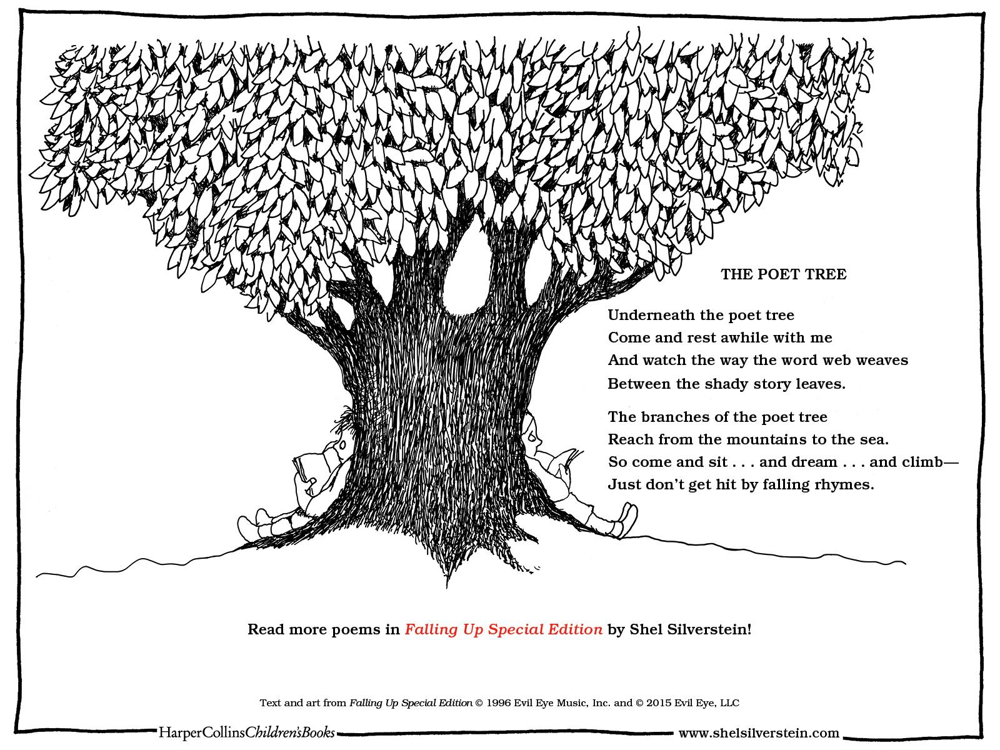 THE POET TREE
Underneath the poet tree
Come and rest awhile with me
And watch the way the word web weaves
Between the shady story leaves.
The branches of the poet tree
Reach from the mountains to the sea.
So come and sit . . . and dream . . . and climb—
Just don’t get hit by falling rhymes.
Read more poems in Falling Up Special Edition by Shel Silverstein!
Text and art from Falling Up Special Edition © 1996 Evil Eye Music, Inc. and © 2015 Evil Eye, LLC
HarperCollinsChildren’sBooks
www.shelsilverstein.com